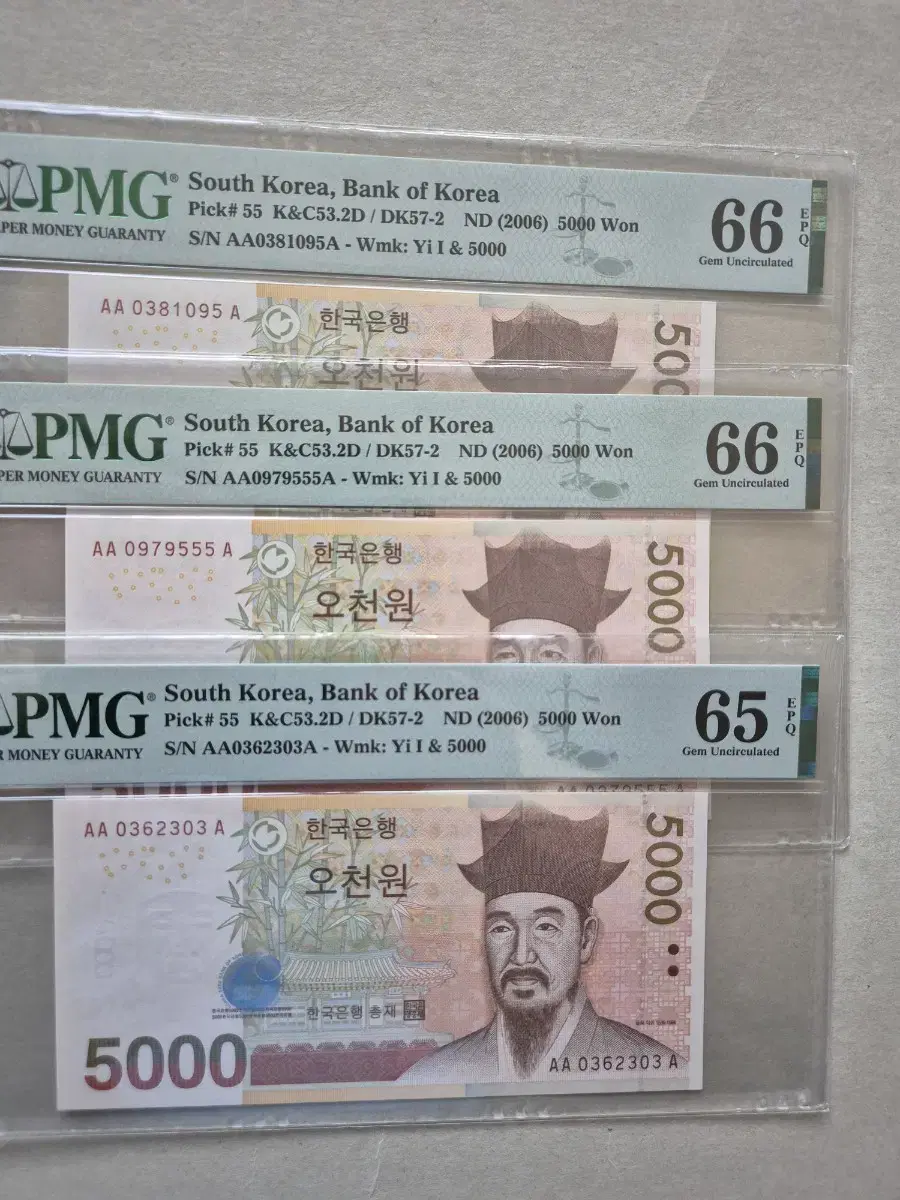 PMG®
PER MONEY GUARANTY
South Korea, Bank of Korea
Pick# 55 K&C53.2D / DK57-2 ND (2006) 5000 Won
S/N AA0381095A - Wmk: Yi I & 5000
66
EPQ
Gem Uncirculated
AA 0381095 A
한국은행
오천원
500
PMG®
PER MONEY GUARANTY
South Korea, Bank of Korea
Pick# 55 K&C53.2D / DK57-2 ND (2006) 5000 Won
S/N AA0979555A - Wmk: Yi I & 5000
66
EPQ
Gem Uncirculated
AA 0979555 A
한국은행
오천원
5000
PMG®
R MONEY GUARANTY
South Korea, Bank of Korea
Pick# 55 K&C53.2D / DK57-2 ND (2006) 5000 Won
S/N AA0362303A - Wmk: Yi I & 5000
65
EPQ
Gem Uncirculated
5000
AA 0979555 A
AA 0362303 A
한국은행
오천원
5000
한국은행 총재
5000
AA 0362303 A